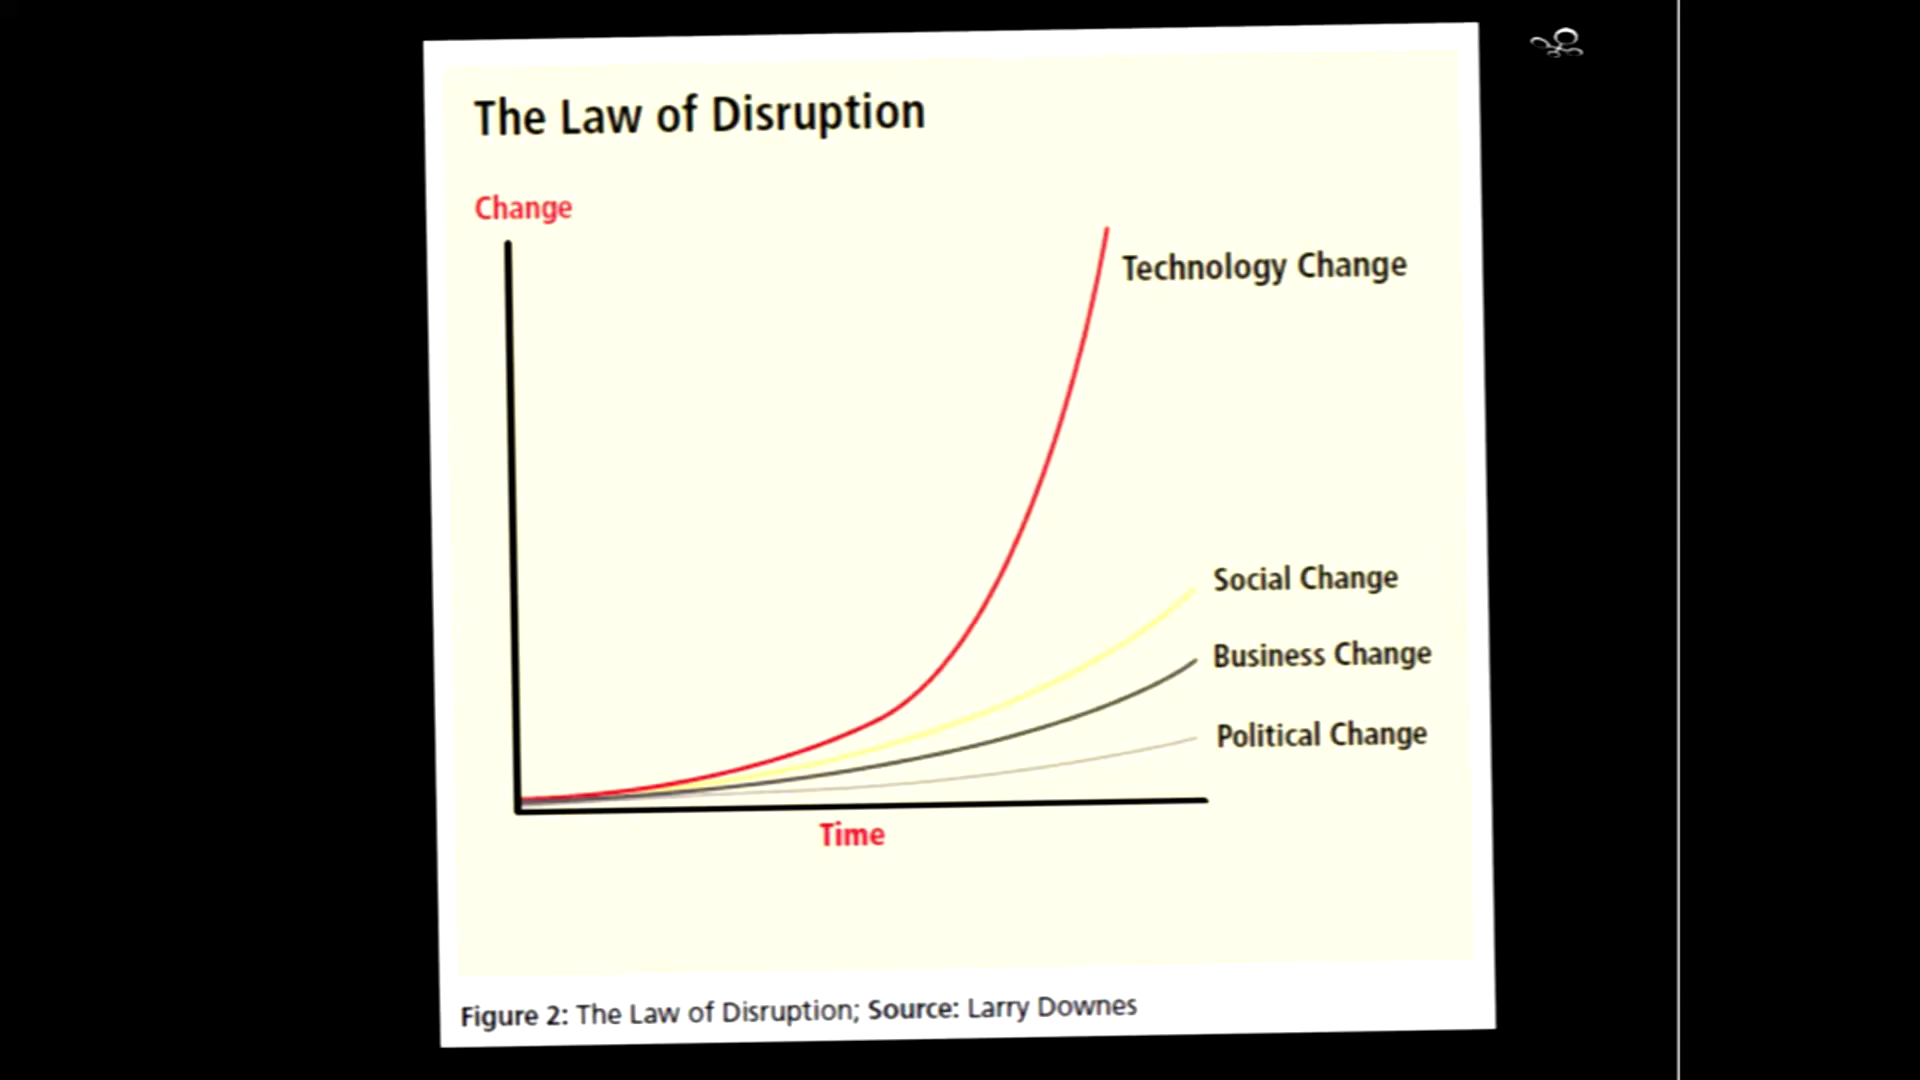 The Law of Disruption
Change
Technology Change
Social Change
Business Change
Political Change
Time
Figure 2: The Law of Disruption; Source: Larry Downes